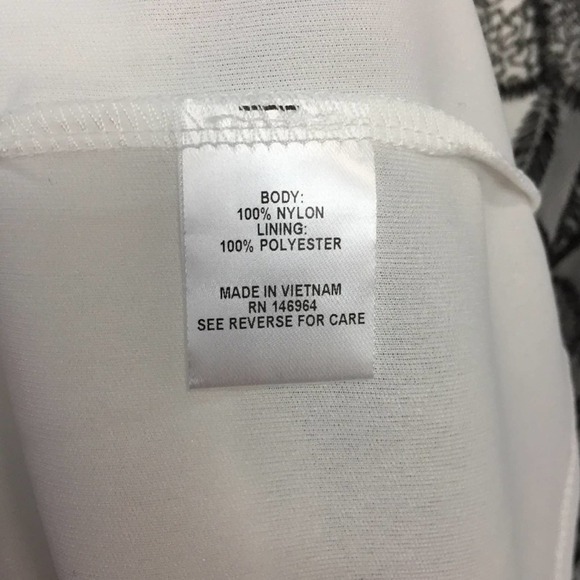 BODY:
100% NYLON
LINING:
100% POLYESTER
MADE IN VIETNAM
RN 146964
SEE REVERSE FOR CARE